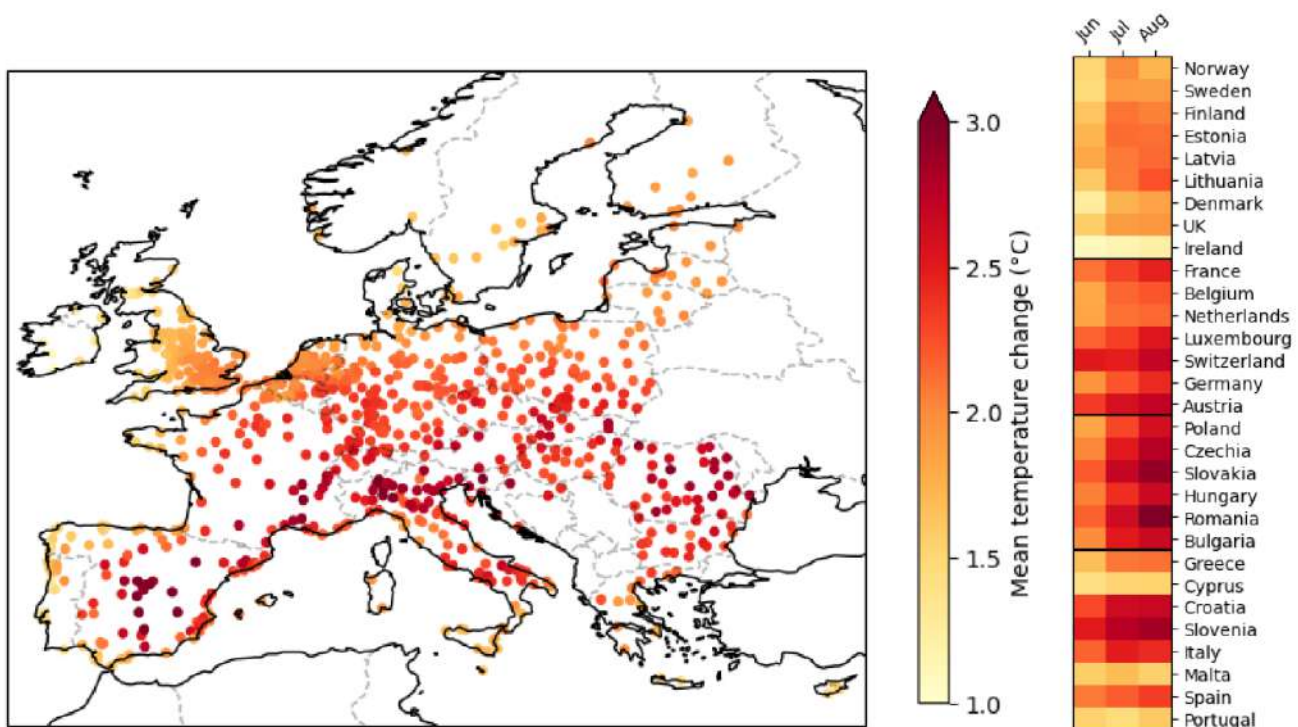 Jun Jul Aug
Norway
Sweden
Finland
Estonia
Latvia
Lithuania
Denmark
UK
Ireland
France
Belgium
Netherlands
Luxembourg
Switzerland
Germany
Austria
Poland
Czechia
Slovakia
Hungary
Romania
Bulgaria
Greece
Cyprus
Croatia
Slovenia
Italy
Malta
Spain
Portugal
3.0
2.5
2.0
1.5
1.0
Mean temperature change (°C)